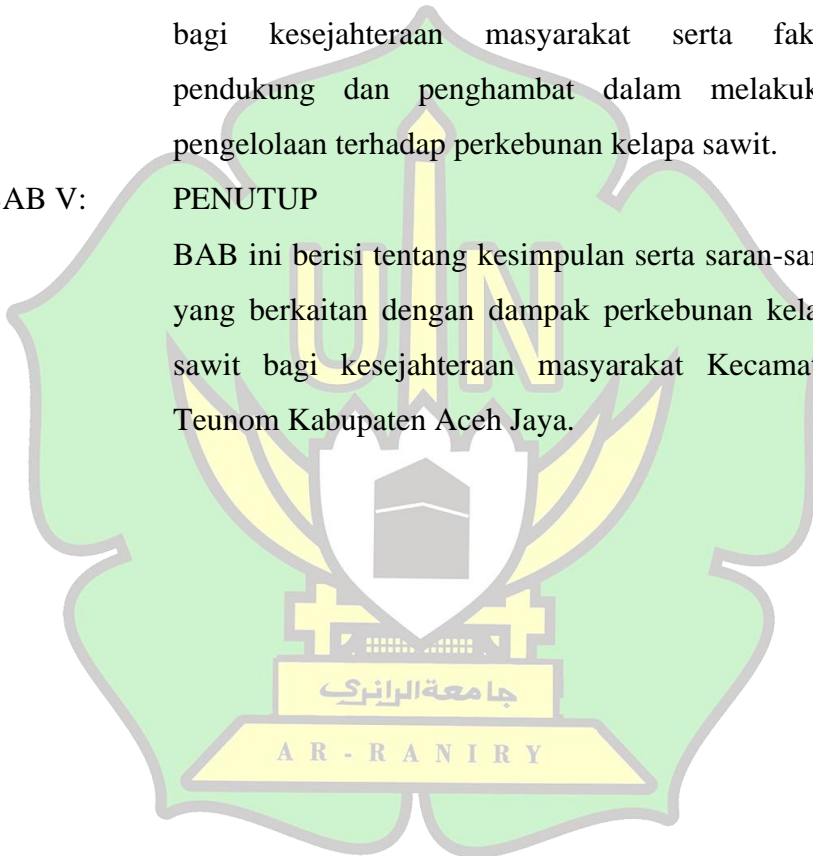 bagi kesejahteraan masyarakat serta fak
pendukung dan penghambat dalam melakuk
pengelolaan terhadap perkebunan kelapa sawit.
AB V: PENUTUP
BAB ini berisi tentang kesimpulan serta saran-sar
yang berkaitan dengan dampak perkebunan kela
sawit bagi kesejahteraan masyarakat Kecamat
Teunom Kabupaten Aceh Jaya.
UIN
جامعةالرانري
AR-RANIRY